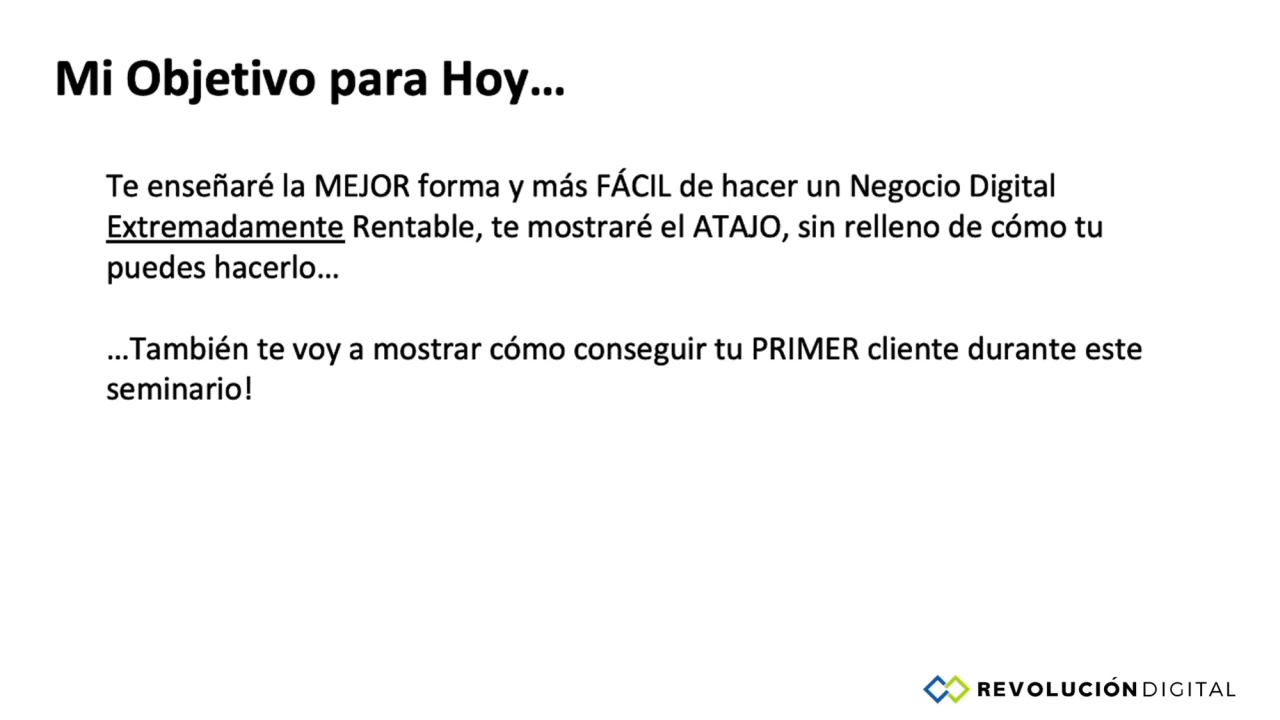 Mi Objetivo para Hoy...
Te enseñaré la MEJOR forma y más FÁCIL de hacer un Negocio Digital
Extremadamente Rentable, te mostraré el ATAJO, sin relleno de cómo tu
puedes hacerlo...
...También te voy a mostrar cómo conseguir tu PRIMER cliente durante este
seminario!
REVOLUCIÓN DIGITAL